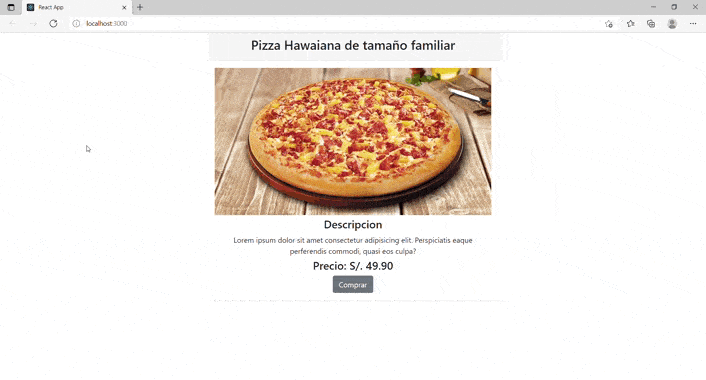 React App
localhost:3000
Pizza Hawaiana de tamaño familiar
Descripcion
Lorem ipsum dolor sit amet consectetur adipisicing elit. Perspiciatis eaque
perferendis commodi, quasi eos culpa?
Precio: S/. 49.90
Comprar